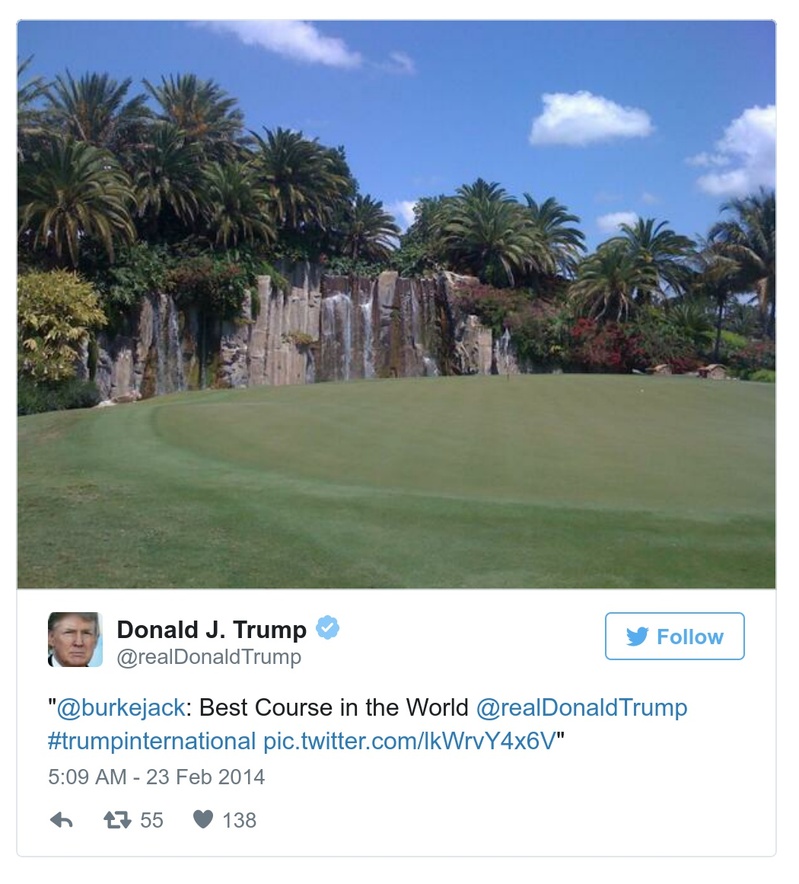 Donald J. Trump
@realDonaldTrump
Follow
"@burkejack: Best Course in the World @realDonaldTrump
#trumpinternational pic.twitter.com/lkWrvY4x6V"
5:09 AM - 23 Feb 2014
55 138